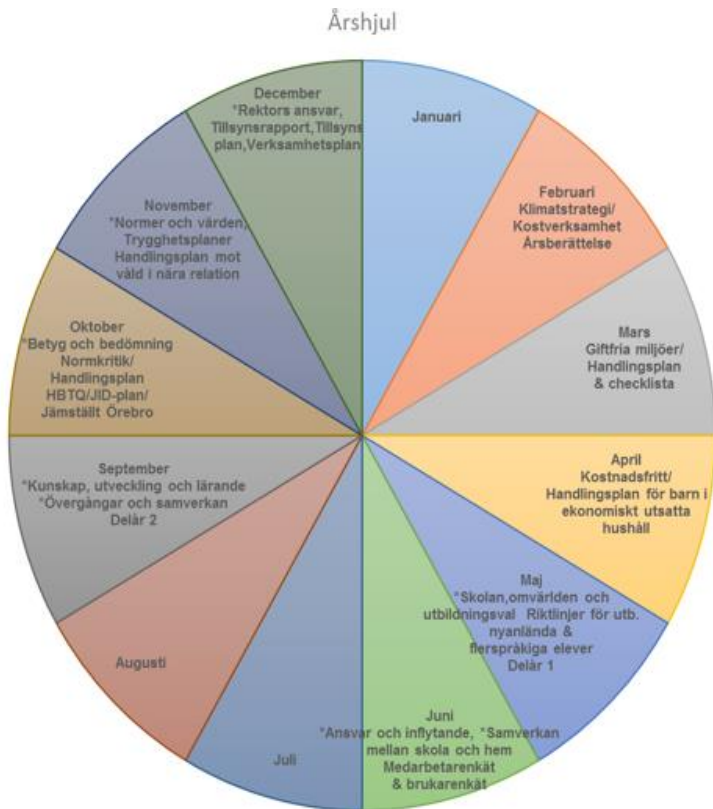 Årshjul
Januari
Februari
Klimatstrategi/
Kostverksamhet
Årsberättelse
Mars
Giftfria miljöer/
Handlingsplan
& checklista
April
Kostnadsfritt/
Handlingsplan för barn i
ekonomiskt utsatta
hushåll
Maj
*Skolan,omvärlden och
utbildningsval Riktlinjer för utb.
nyanlända &
flerspråkiga elever
Delår 1
Juni
*Ansvar och inflytande, *Samverkan
mellan skola och hem
Medarbetarenkät
& brukarenkät
Juli
Augusti
September
*Kunskap, utveckling och lärande
*Övergångar och samverkan
Delår 2
Oktober
*Betyg och bedömning
Normkritik/
Handlingsplan
HBTQ/JID-plan/
Jämställt Örebro
November
*Normer och värden,
Trygghetsplaner
Handlingsplan mot
våld i nära relation
December
*Rektors ansvar,
Tillsynsrapport,Tillsyns
plan,Verksamhetsplan